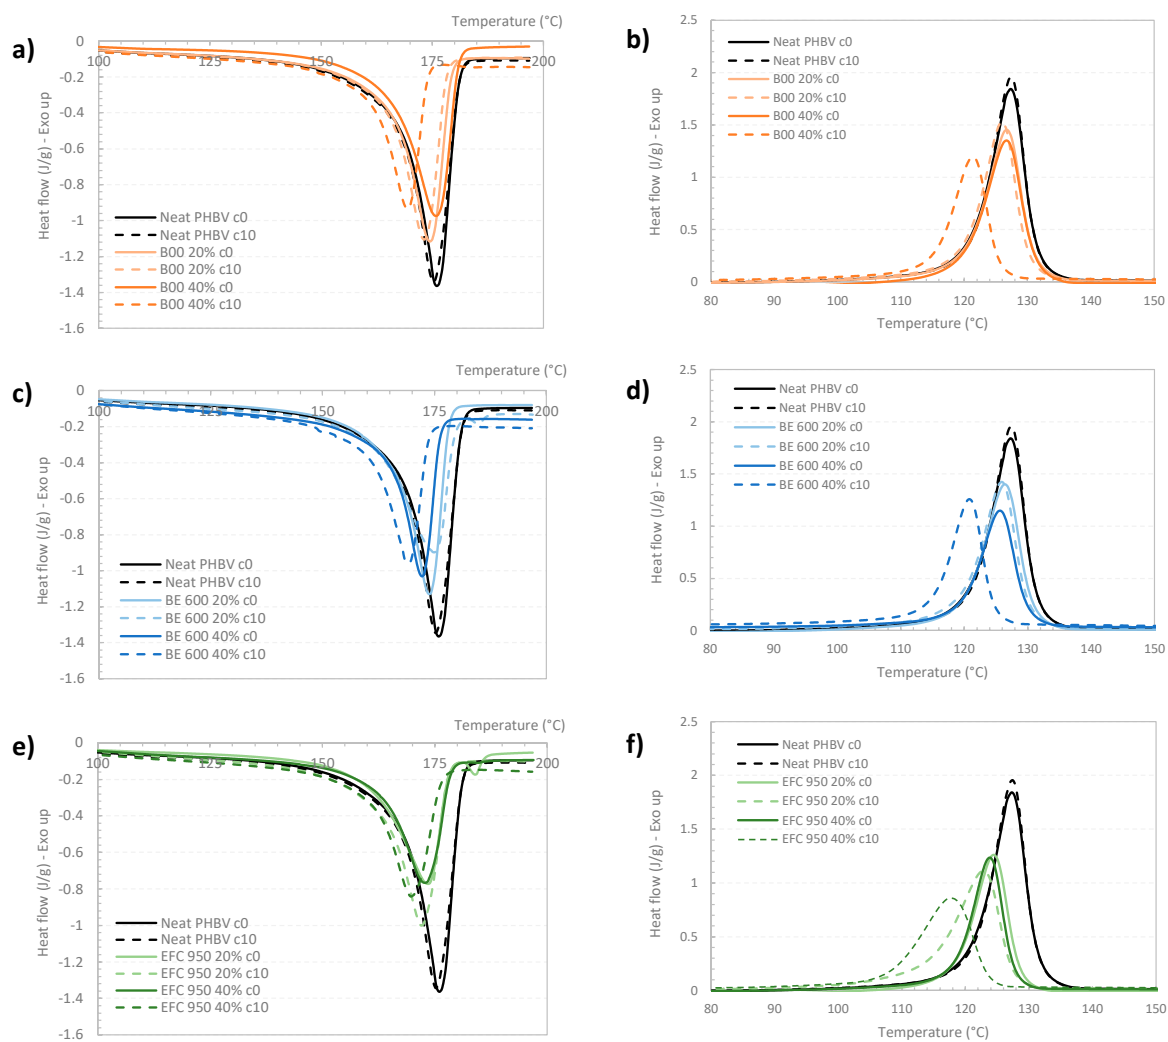 a)
Temperature (°C)
0
-0.2
-0.4
-0.6
-0.8
-1
-1.2
-1.4
-1.6
100
125
150
175
200
Heat flow (J/g) - Exo up
Neat PHBV c0
Neat PHBV c10
B00 20% c0
B00 20% c10
B00 40% c0
B00 40% c10
b)
2.5
2
1.5
1
0.5
0
80
90
100
110
120
130
140
150
Heat flow (J/g) - Exo up
Temperature (°C)
Neat PHBV c0
Neat PHBV c10
B00 20% c0
B00 20% c10
B00 40% c0
B00 40% c10
c)
Temperature (°C)
0
-0.2
-0.4
-0.6
-0.8
-1
-1.2
-1.4
-1.6
100
125
150
175
200
Heat flow (J/g) - Exo up
Neat PHBV c0
Neat PHBV c10
BE 600 20% c0
BE 600 20% c10
BE 600 40% c0
BE 600 40% c10
d)
2.5
2
1.5
1
0.5
0
80
90
100
110
120
130
140
150
Heat flow (J/g) - Exo up
Temperature (°C)
Neat PHBV c0
Neat PHBV c10
BE 600 20% c0
BE 600 20% c10
BE 600 40% c0
BE 600 40% c10
e)
Temperature (°C)
0
-0.2
-0.4
-0.6
-0.8
-1
-1.2
-1.4
-1.6
100
125
150
175
200
Heat flow (J/g) - Exo up
Neat PHBV c0
Neat PHBV c10
EFC 950 20% c0
EFC 950 20% c10
EFC 950 40% c0
EFC 950 40% c10
f)
2.5
2
1.5
1
0.5
0
80
90
100
110
120
130
140
150
Heat flow (J/g) - Exo up
Temperature (°C)
Neat PHBV c0
Neat PHBV c10
EFC 950 20% c0
EFC 950 20% c10
EFC 950 40% c0
EFC 950 40% c10